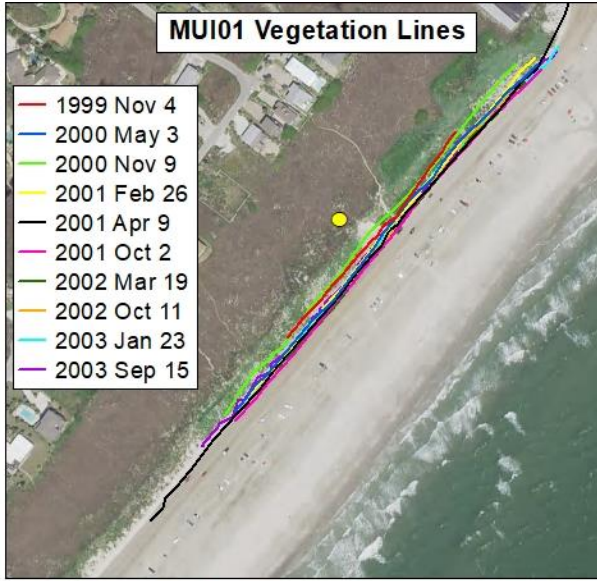 MUI01 Vegetation Lines
1999 Nov 4
2000 May 3
2000 Nov 9
2001 Feb 26
2001 Apr 9
2001 Oct 2
2002 Mar 19
2002 Oct 11
2003 Jan 23
2003 Sep 15